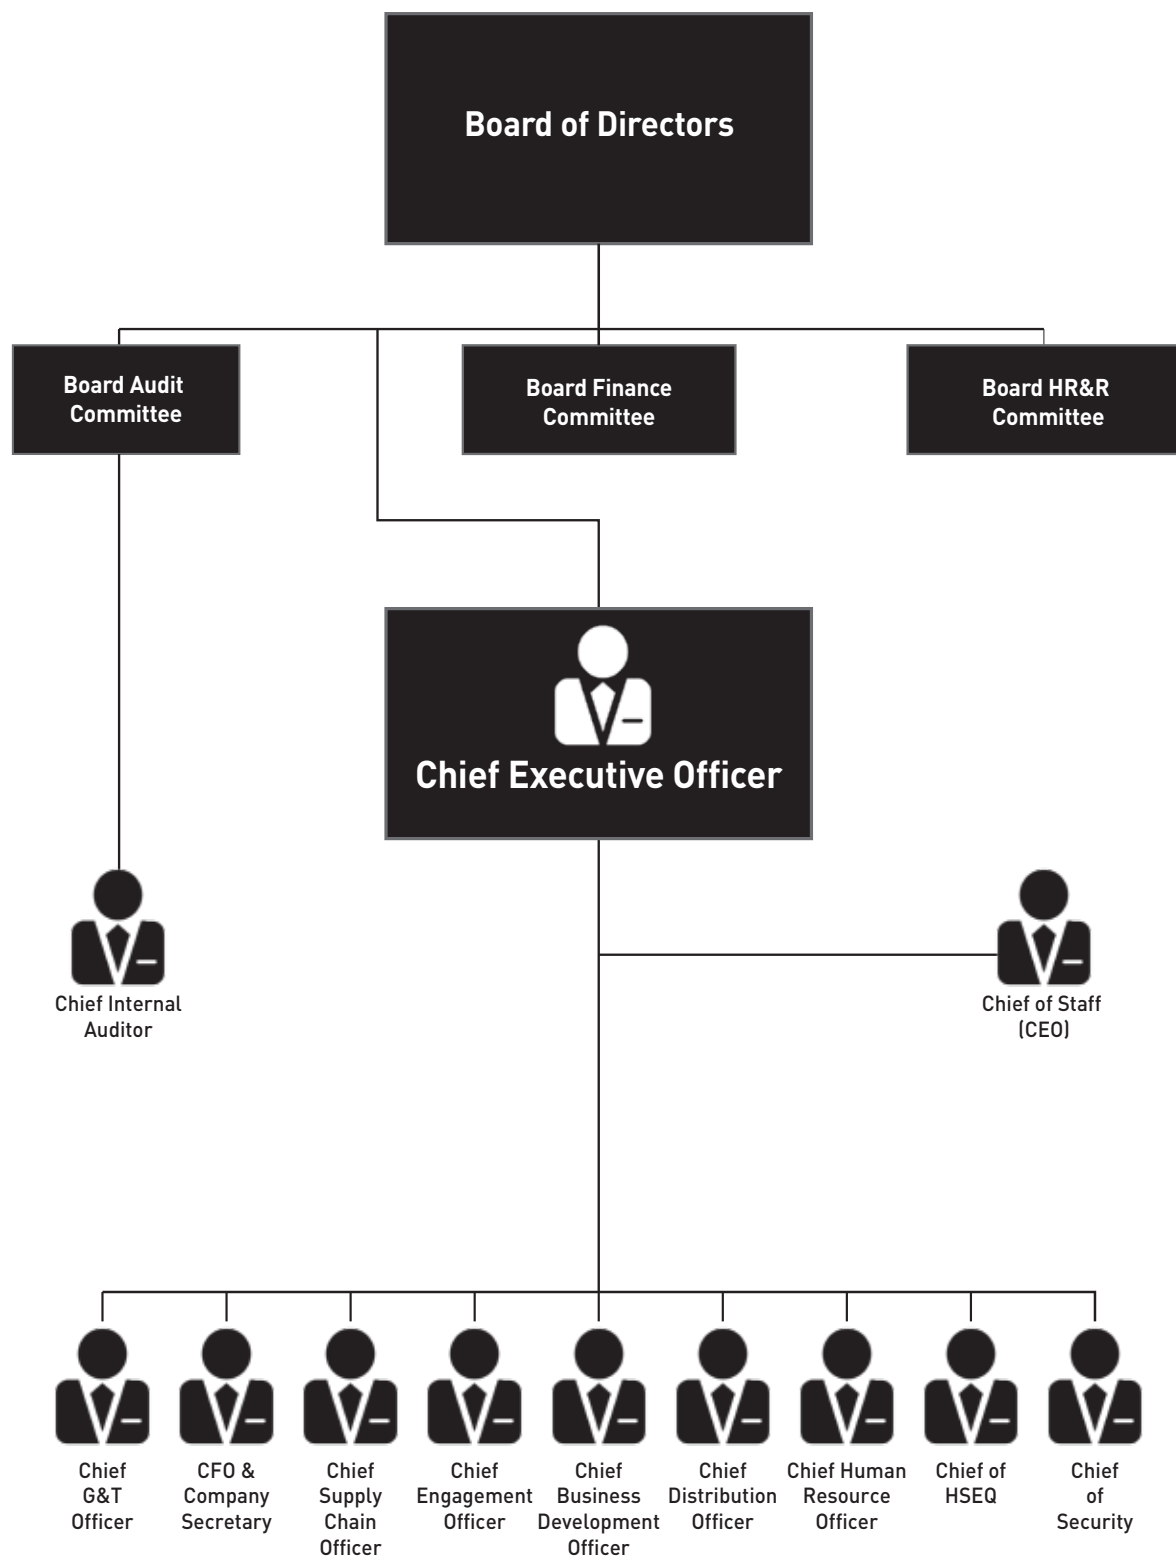 Board of Directors
Board Audit
Committee
Board Finance
Committee
Board HR&R
Committee
Chief Executive Officer
Chief Internal
Auditor
Chief of Staff
(CEO)
Chief
G&T
Officer
CFO &
Company
Secretary
Chief
Supply
Chain
Officer
Chief
Engagement
Officer
Chief
Business
Development
Officer
Chief
Distribution
Officer
Chief Human
Resource
Officer
Chief of
HSEQ
Chief
of
Security